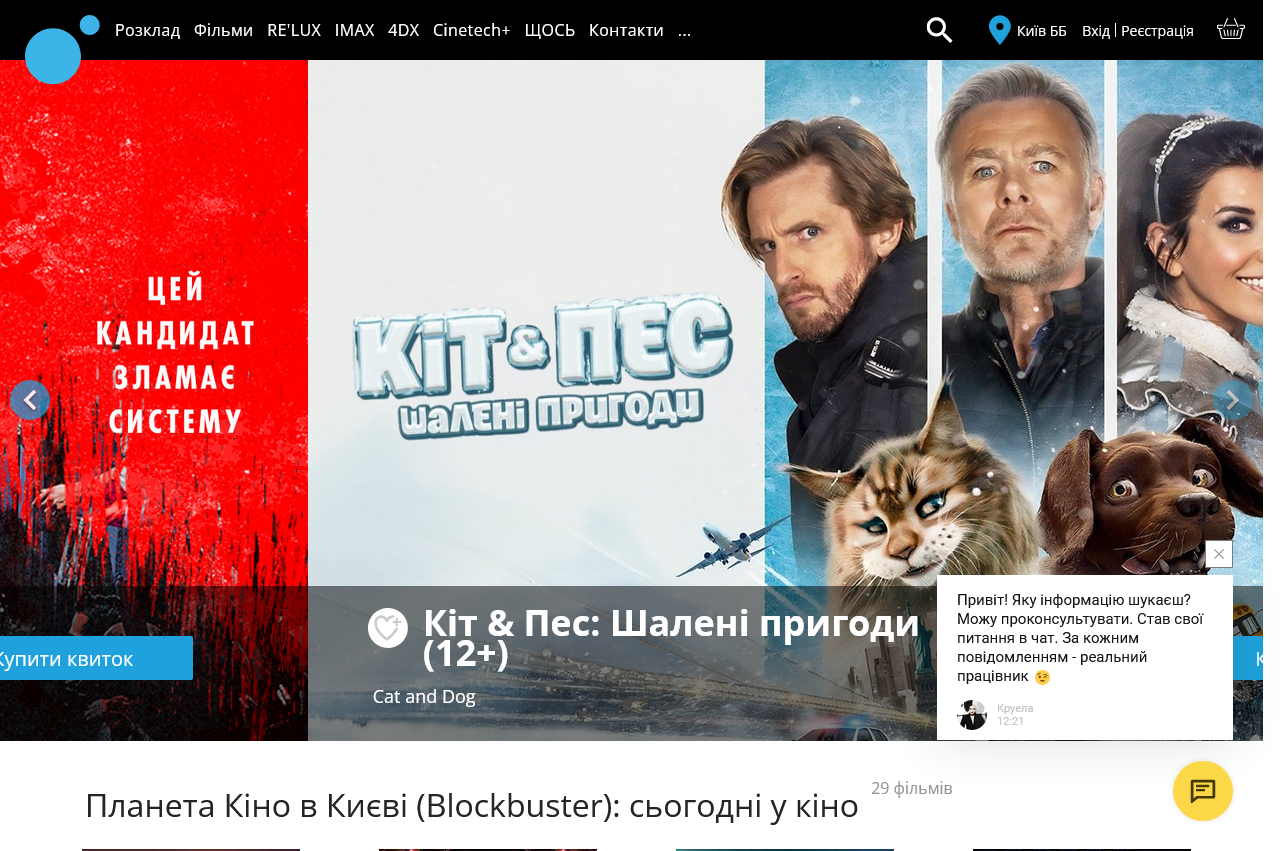 Розклад Фільми RE'LUX IMAX 4DX Cinetech+ ЩОСЬ Контакти ...
Київ ББ Вхід Реєстрація
ЦЕЙ
КАНДИДАТ
ЗЛАМАЄ
СИСТЕМУ
КІТ & ПЕС
ШАЛЕНІ ПРИГОДИ
Купити квиток
Кіт & Пес: Шалені пригоди
(12+)
Cat and Dog
Привіт! Яку інформацію шукаєш?
Можу проконсультувати. Став свої
питання в чат. За кожним
повідомленням - реальний
працівник 😉
Круела
12:21
Планета Кіно в Києві (Blockbuster): сьогодні у кіно
29 фільмів